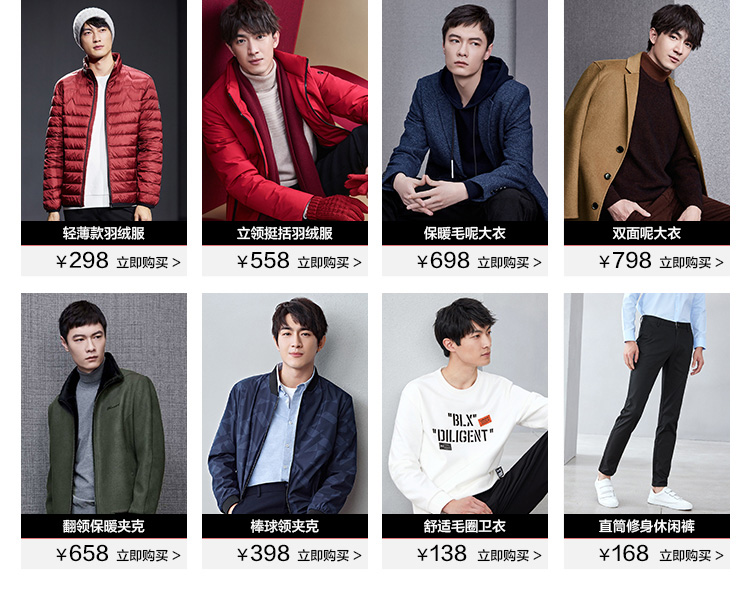 轻薄款羽绒服
立领挺括羽绒服
保暖毛呢大衣
双面呢大衣
￥298 立即购买 >
￥558 立即购买 >
￥698 立即购买 >
￥798 立即购买 >
"BLX"
"DILIGENT"
翻领保暖夹克
棒球领夹克
舒适毛圈卫衣
直筒修身休闲裤
￥658 立即购买 >
￥398 立即购买 >
￥138 立即购买 >
￥168 立即购买 >